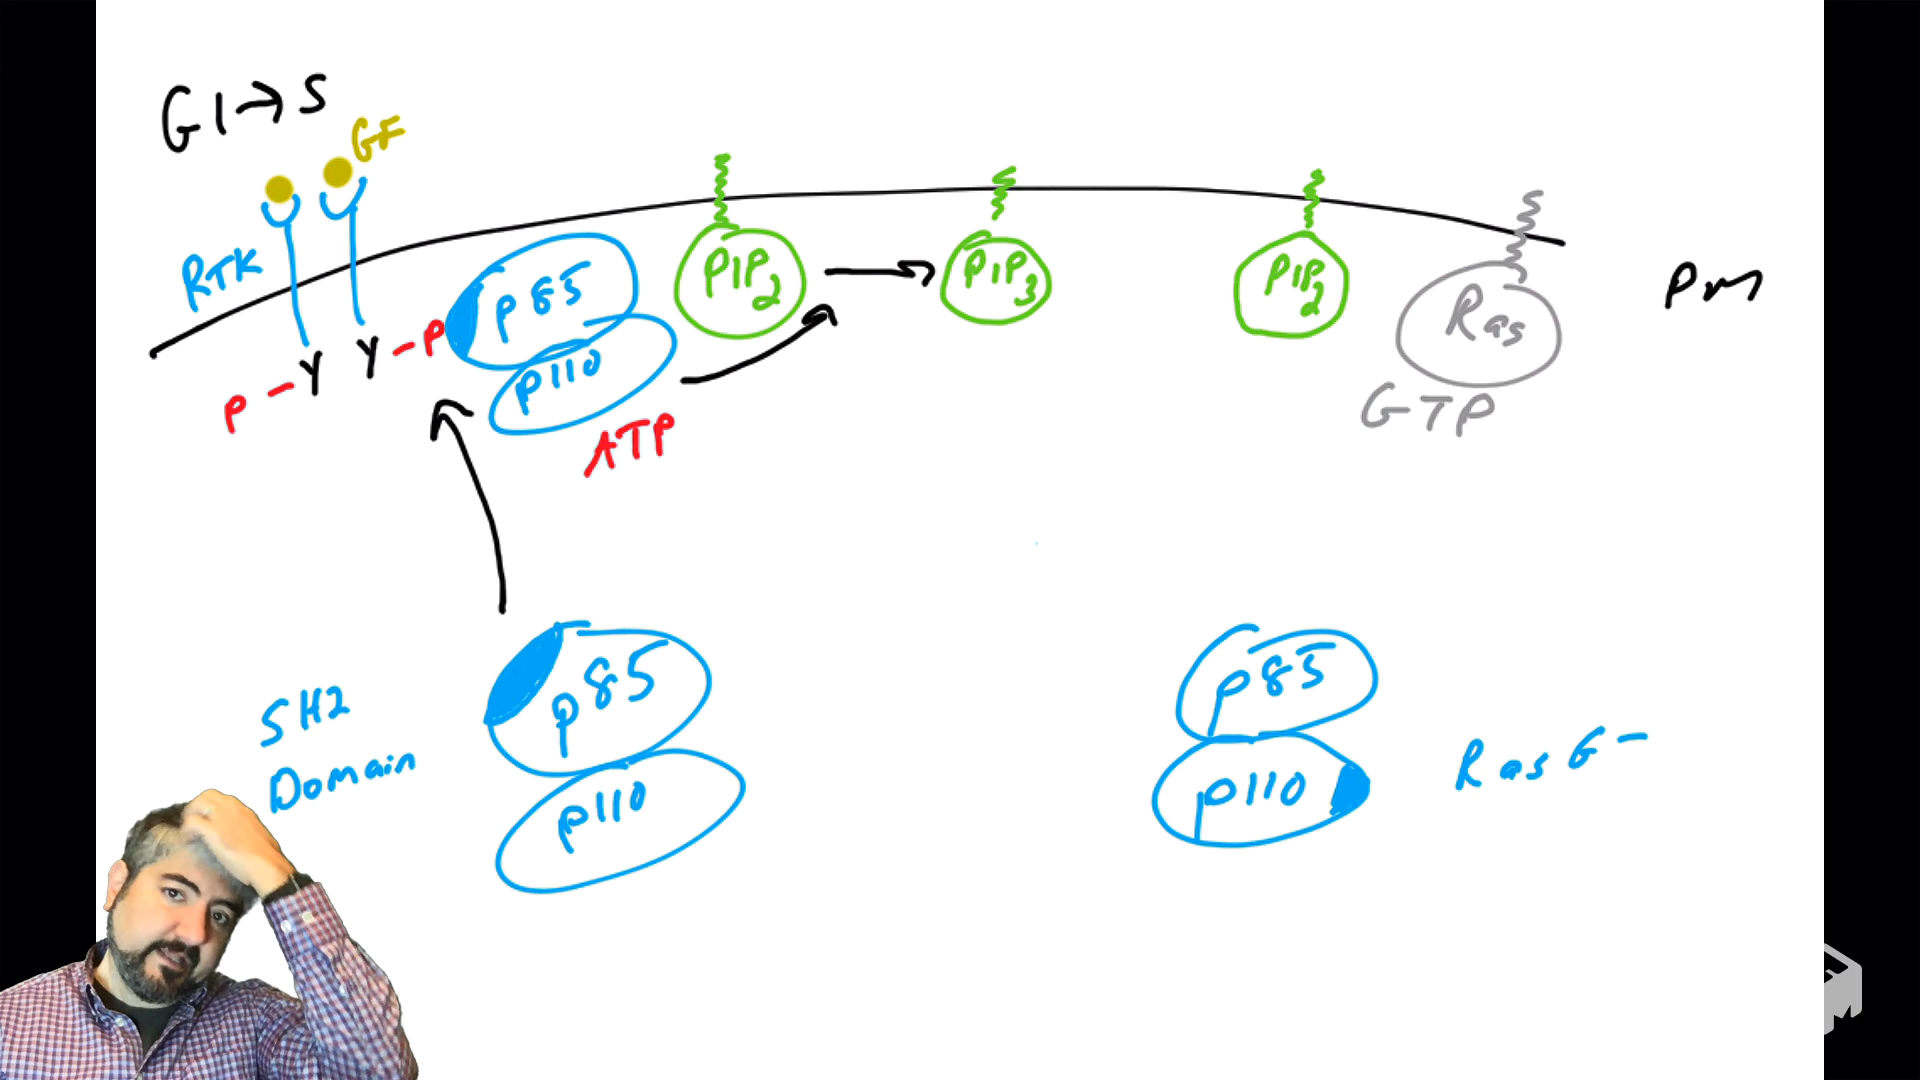 G1→S
GF
RTK
p85
PIP2
PIP3
PIP2
Ras
PM
P-Y
Y-P
p110
ATP
GTP
SH2
Domain
p85
p110
p85
p110
Ras G-